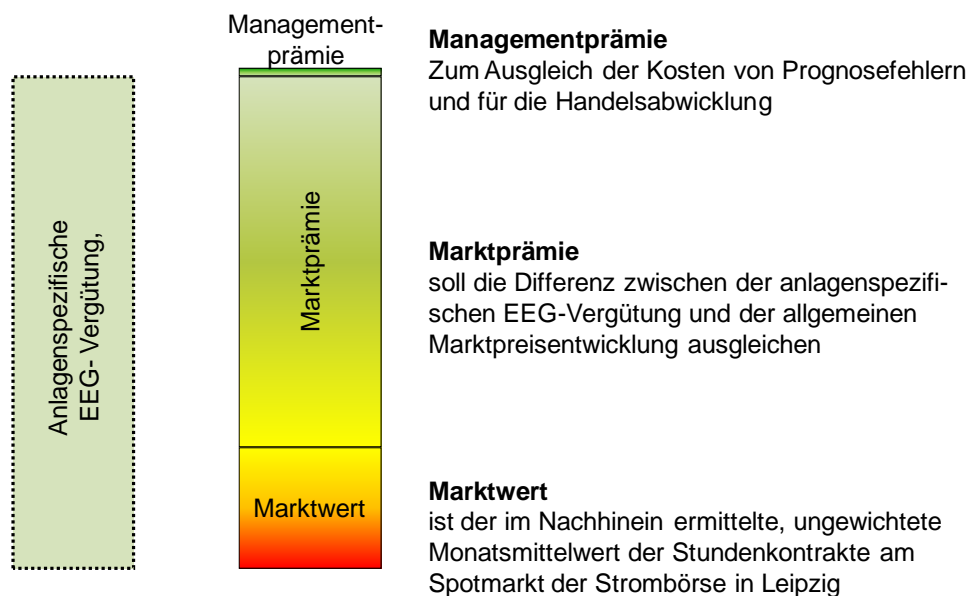 Management-
prämie
Managementprämie
Zum Ausgleich der Kosten von Prognosefehlern
und für die Handelsabwicklung
Anlagenspezifische
EEG- Vergütung,
Marktprämie
Marktprämie
soll die Differenz zwischen der anlagenspezifi-
schen EEG-Vergütung und der allgemeinen
Marktpreisentwicklung ausgleichen
Marktwert
Marktwert
ist der im Nachhinein ermittelte, ungewichtete
Monatsmittelwert der Stundenkontrakte am
Spotmarkt der Strombörse in Leipzig